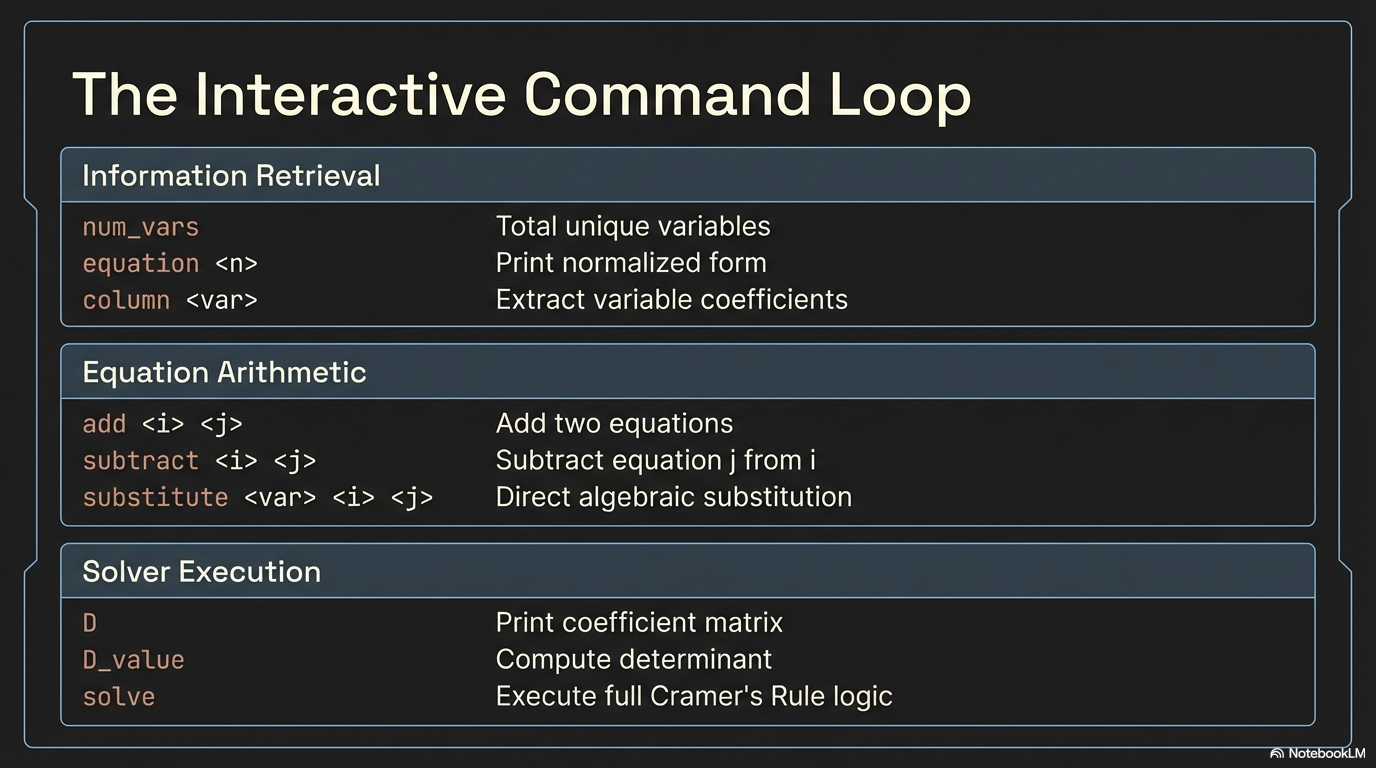 The Interactive Command Loop
Information Retrieval
num_vars Total unique variables
equation <n> Print normalized form
column <var> Extract variable coefficients
Equation Arithmetic
add <i> <j> Add two equations
subtract <i> <j> Subtract equation j from i
substitute <var> <i> <j> Direct algebraic substitution
Solver Execution
D Print coefficient matrix
D_value Compute determinant
solve Execute full Cramer's Rule logic
NotebookLM